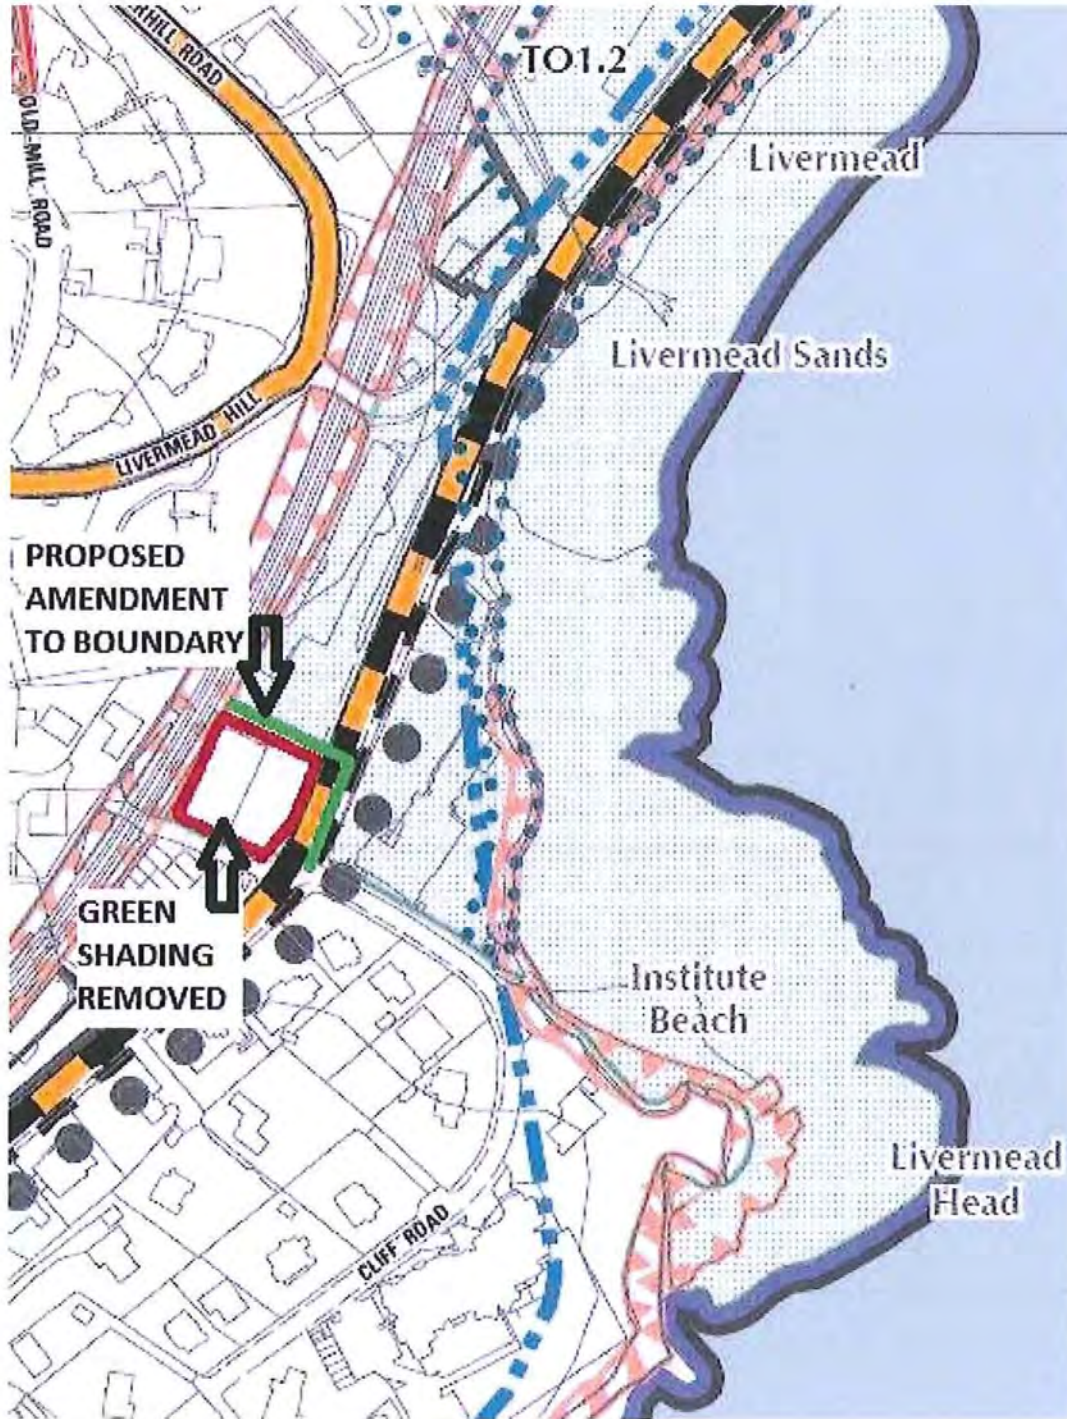 ERHILL ROAD
OLD-MILL ROAD
TO1.2
Livermead
Livermead Sands
LIVERMEAD HILL
PROPOSED
AMENDMENT
TO BOUNDARY
GREEN
SHADING
REMOVED
Institute
Beach
Livermead
Head
CLIFF ROAD